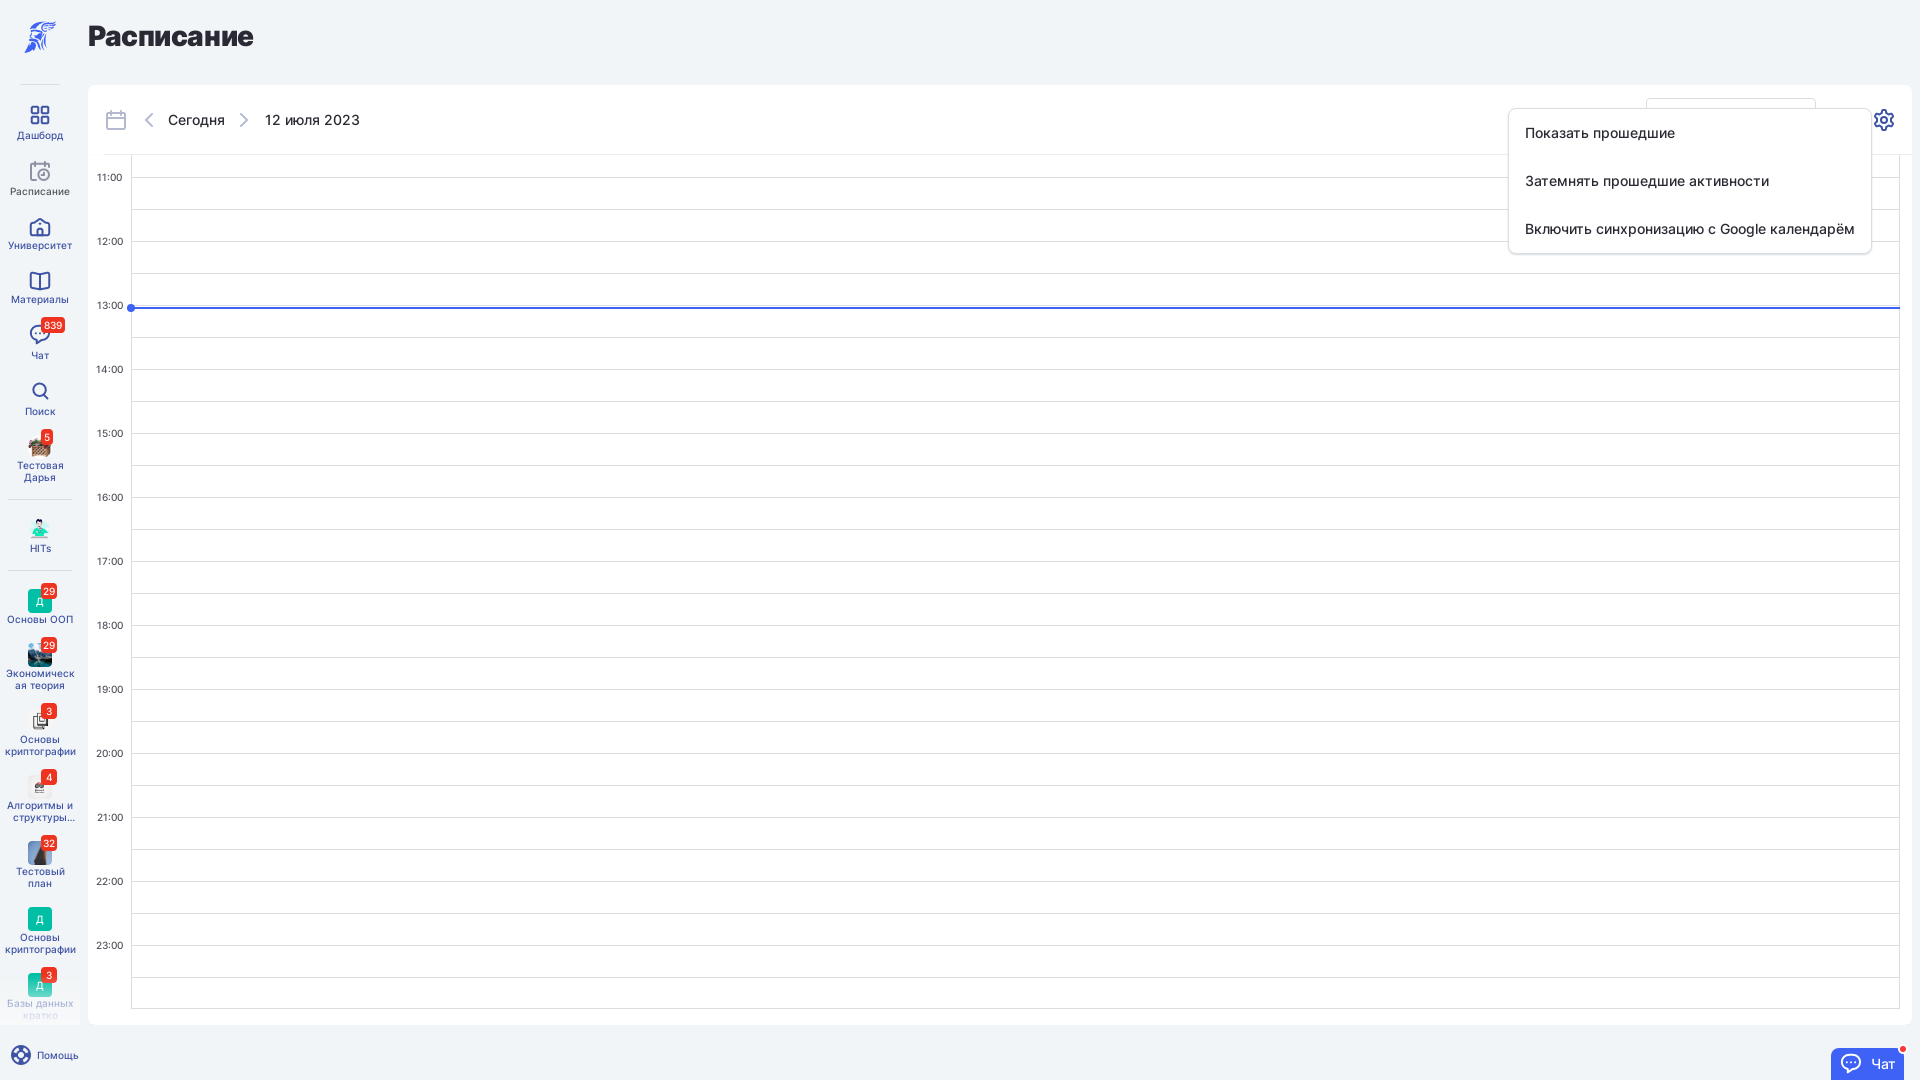 Расписание
Сегодня
12 июля 2023
Показать прошедшие
Затемнять прошедшие активности
Включить синхронизацию с Google календарём
Дашборд
Расписание
Университет
Материалы
839
Чат
Поиск
5
Тестовая
Дарья
HITs
29
Д
Основы ООП
29
Экономическ
ая теория
3
Основы
криптографии
4
Алгоритмы и
структуры...
32
Тестовый
план
Д
Основы
криптографии
3
Д
Базы данных
кратко
Помощь
11:00
12:00
13:00
14:00
15:00
16:00
17:00
18:00
19:00
20:00
21:00
22:00
23:00
Чат